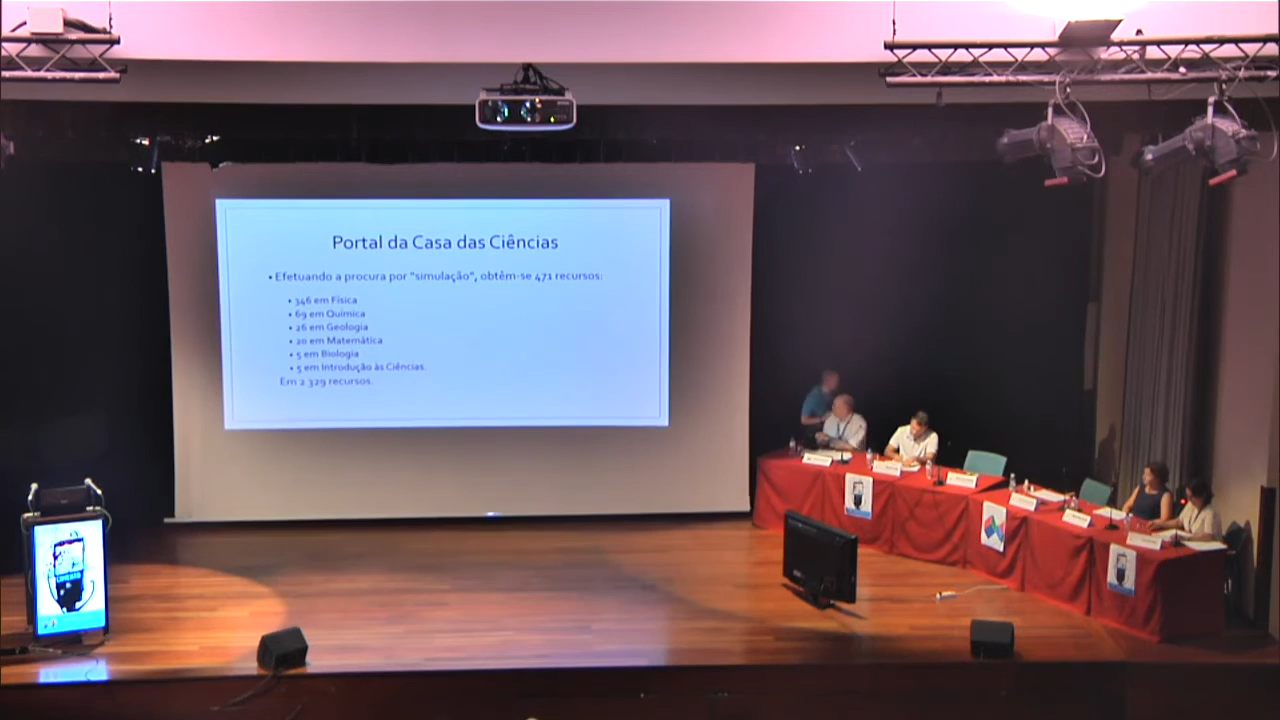 Portal da Casa das Ciências
• Efetuando a procura por "simulação", obtêm-se 471 recursos:
• 346 em Física
• 69 em Química
• 26 em Geologia
• 20 em Matemática
• 5 em Biologia
• 5 em Introdução às Ciências.
Em 2 329 recursos.